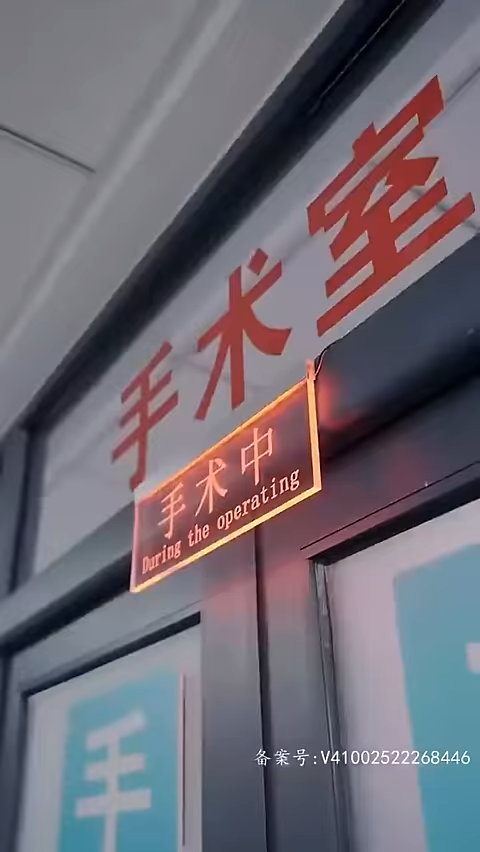 手术室
手术中
During the operating
手
备案号:V41002522268446